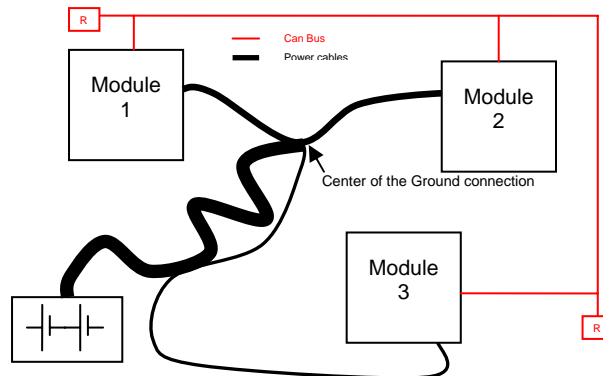 R
Can Bus
Power cables
Module
1
Module
2
Center of the Ground connection
Module
3
R